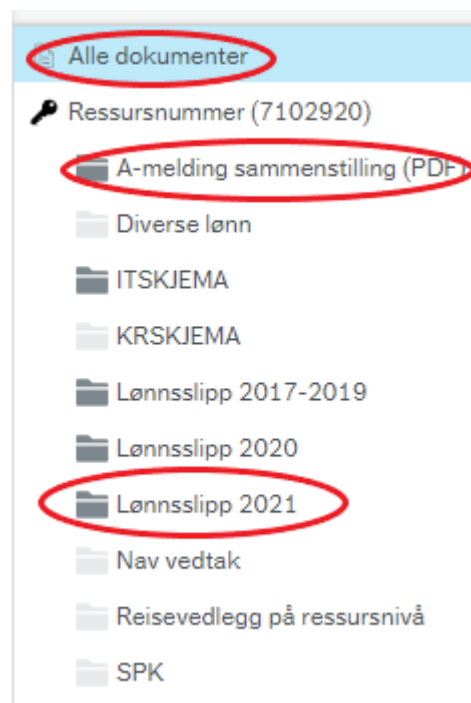 Alle dokumenter
Ressursnummer (7102920)
A-melding sammenstilling (PDF)
Diverse lønn
ITSKJEMA
KRSKJEMA
Lønnsslipp 2017-2019
Lønnsslipp 2020
Lønnsslipp 2021
Nav vedtak
Reisevedlegg på ressursnivå
SPK